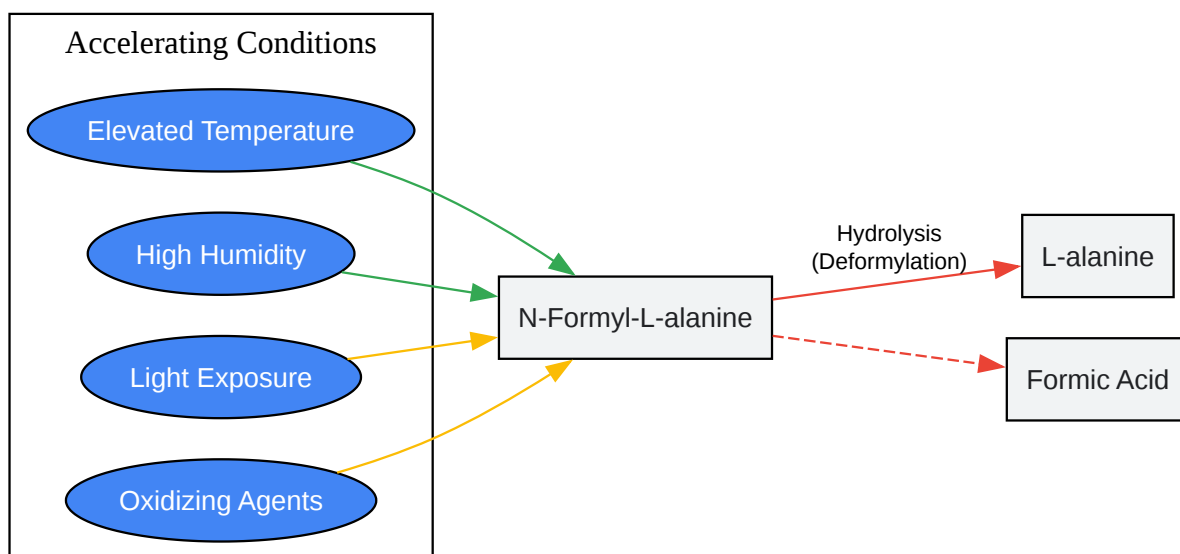 Accelerating Conditions
Elevated Temperature
High Humidity
Light Exposure
Oxidizing Agents
N-Formyl-L-alanine
Hydrolysis
(Deformylation)
L-alanine
Formic Acid